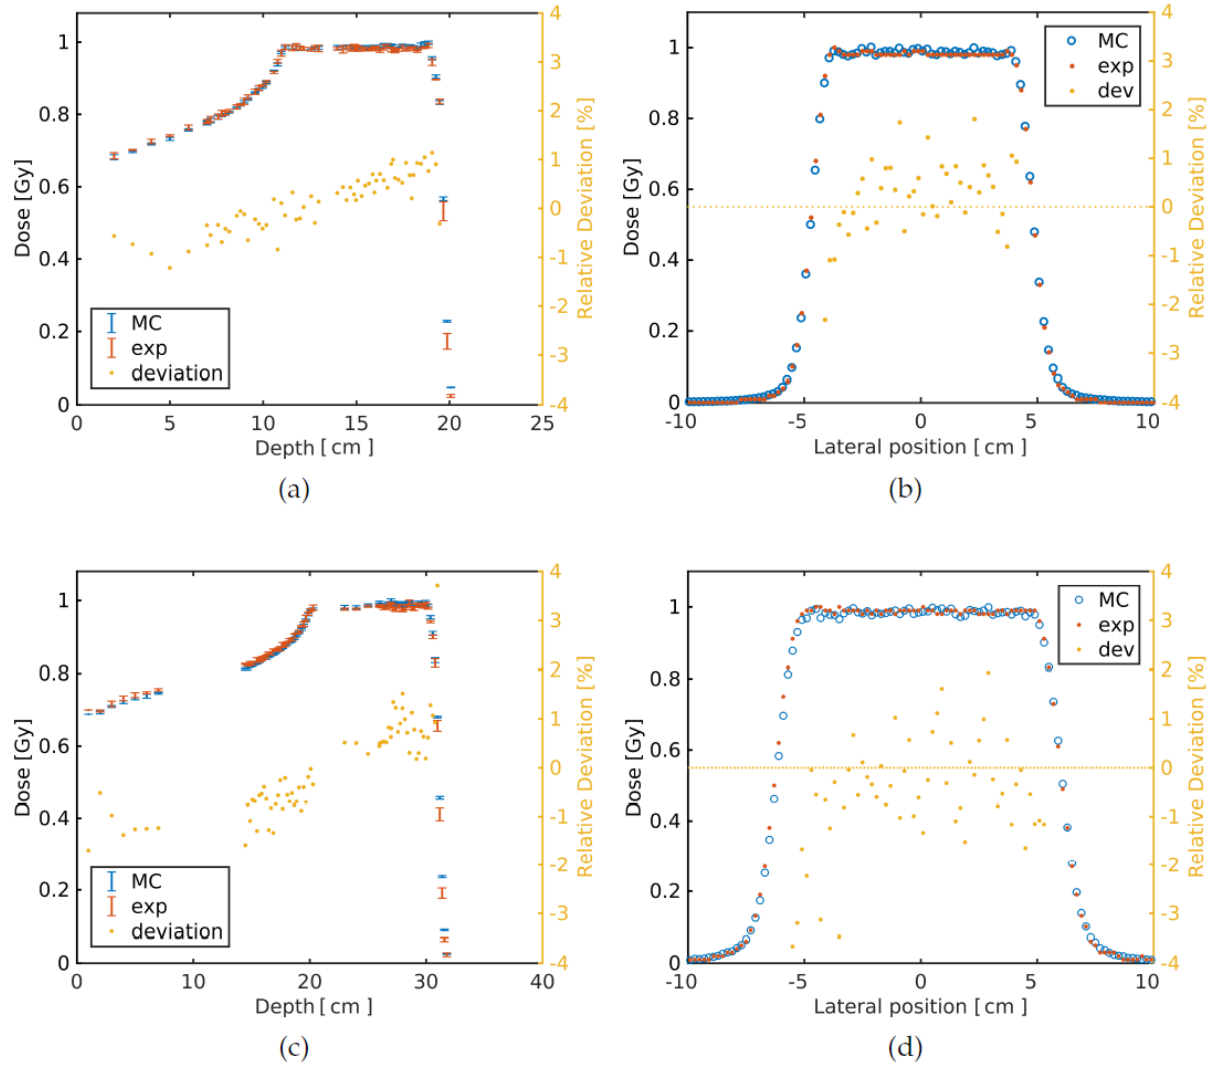 4
1
3
Dose [Gy]
0.8
2
1
0.6
0
0.4
-1
Relative Deviation [%]
0.2
-2
MC
exp
deviation
-3
0
-4
0 5 10 15 20 25
Depth [cm]
(a)
4
1
MC
exp
dev
3
Dose [Gy]
0.8
2
1
0.6
0
0.4
-1
Relative Deviation [%]
0.2
-2
-3
0
-4
-10 -5 0 5 10
Lateral position [cm]
(b)
4
1
3
Dose [Gy]
0.8
2
1
0.6
0
0.4
-1
Relative Deviation [%]
0.2
-2
MC
exp
deviation
-3
0
-4
0 10 20 30 40
Depth [cm]
(c)
4
1
MC
exp
dev
3
Dose [Gy]
0.8
2
1
0.6
0
0.4
-1
Relative Deviation [%]
0.2
-2
-3
0
-4
-10 -5 0 5 10
Lateral position [cm]
(d)